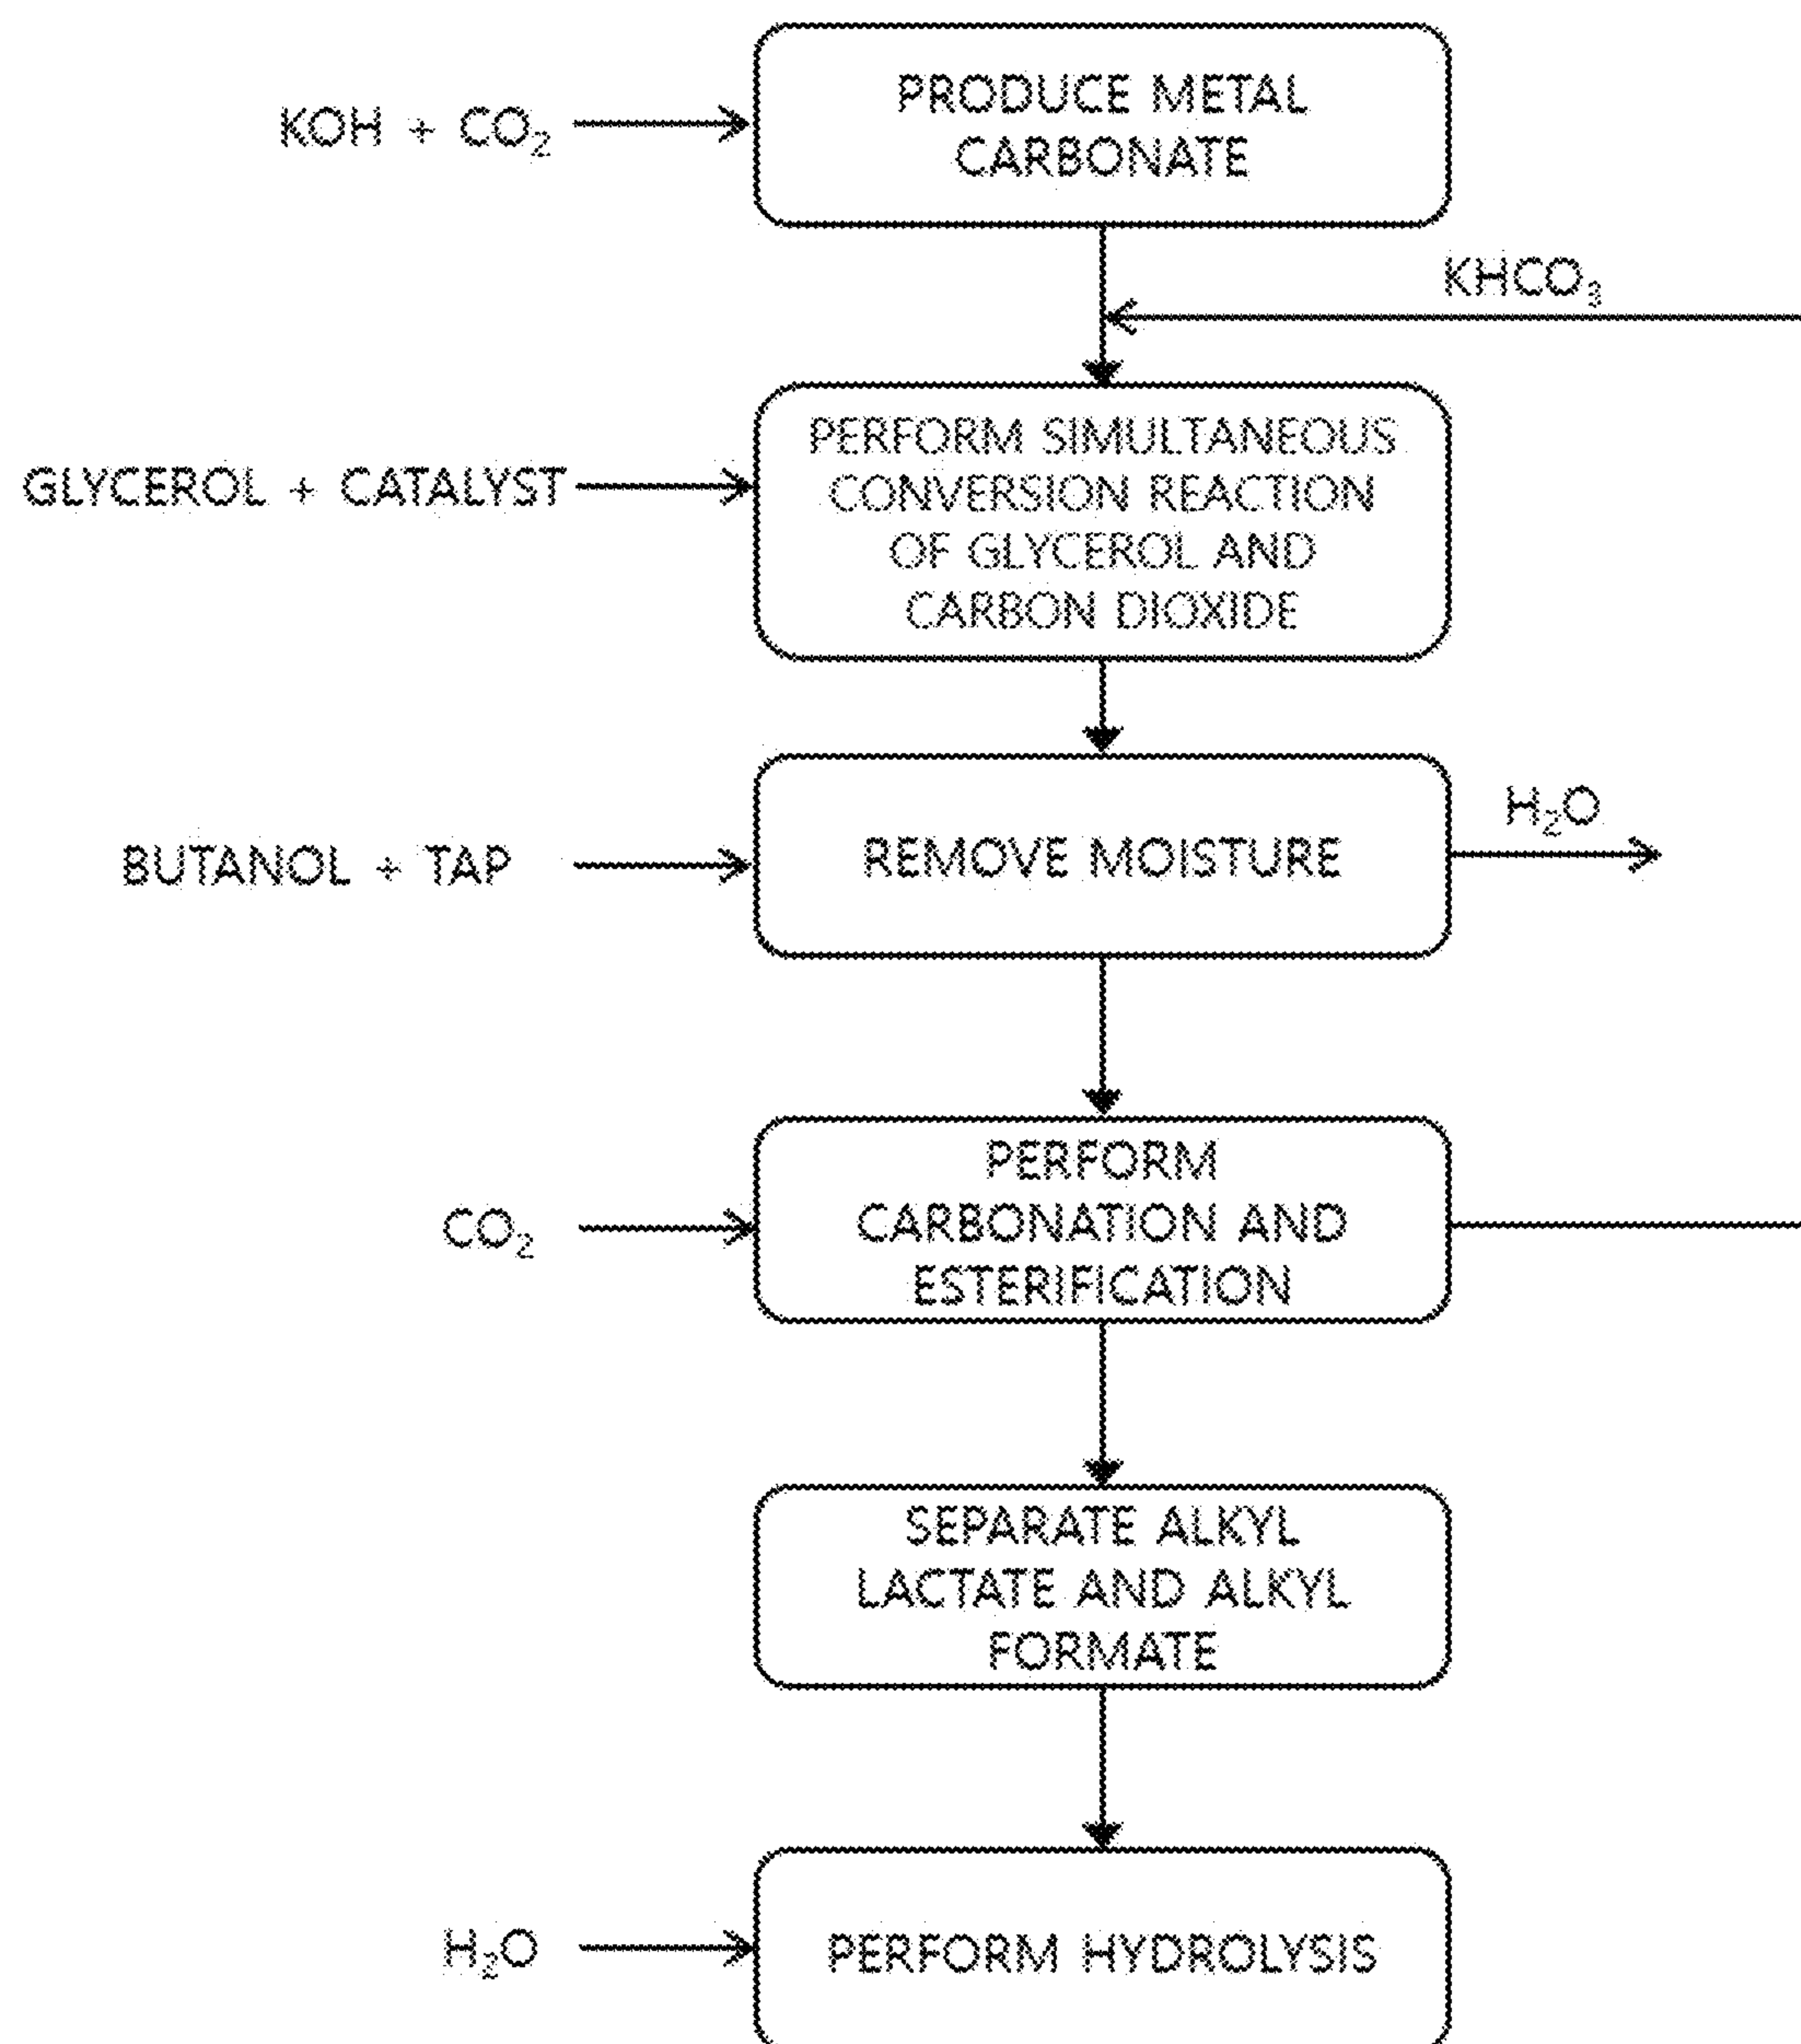 KOH + CO₂
PRODUCE METAL
CARBONATE
KHCO₃
GLYCEROL + CATALYST
PERFORM SIMULTANEOUS
CONVERSION REACTION
OF GLYCEROL AND
CARBON DIOXIDE
BUTANOL + TAP
REMOVE MOISTURE
H₂O
CO₂
PERFORM
CARBONATION AND
ESTERIFICATION
SEPARATE ALKYL
LACTATE AND ALKYL
FORMATE
H₂O
PERFORM HYDROLYSIS